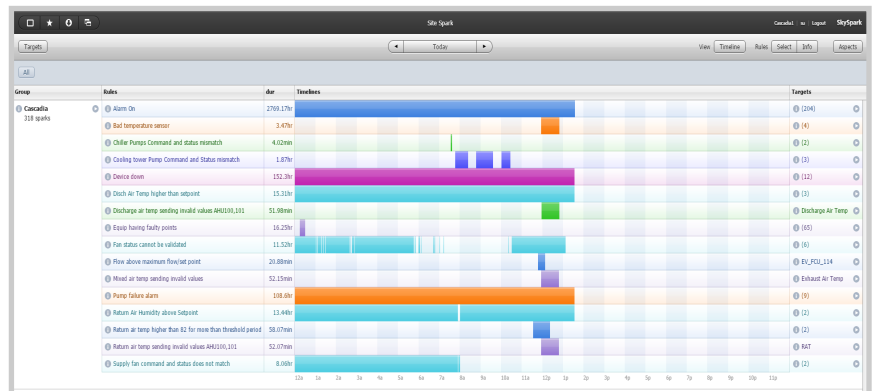 Site Spark
Cascadia1 su Logout SkySpark
Targets Today View Timeline Rules Select Info Aspects
All
Group Rules dur Timelines Targets
Cascadia Alarm On 2769.17hr (204)
318 sparks
Bad temperature sensor 3.47hr (4)
Chiller Pumps Command and status mismatch 4.02min (2)
Cooling tower Pump Command and Status mismatch 1.87hr (3)
Device down 152.3hr (12)
Disch Air Temp higher than setpoint 15.31hr (3)
Discharge air temp sending invalid values AHU100,101 51.98min Discharge Air Temp
Equip having faulty points 16.25hr (65)
Fan status cannot be validated 11.52hr (6)
Flow above maximum flow/set point 20.88min EV_FCU_114
Mixed air temp sending invalid values 52.15min Exhaust Air Temp
Pump failure alarm 108.6hr (9)
Return Air Humidity above Setpoint 13.44hr (2)
Return air temp higher than 82 for more than threshold period 58.07min (2)
Return air temp sending invalid values AHU100,101 52.07min RAT
Supply fan command and status does not match 8.06hr (2)
12a 1a 2a 3a 4a 5a 6a 7a 8a 9a 10a 11a 12p 1p 2p 3p 4p 5p 6p 7p 8p 9p 10p 11p